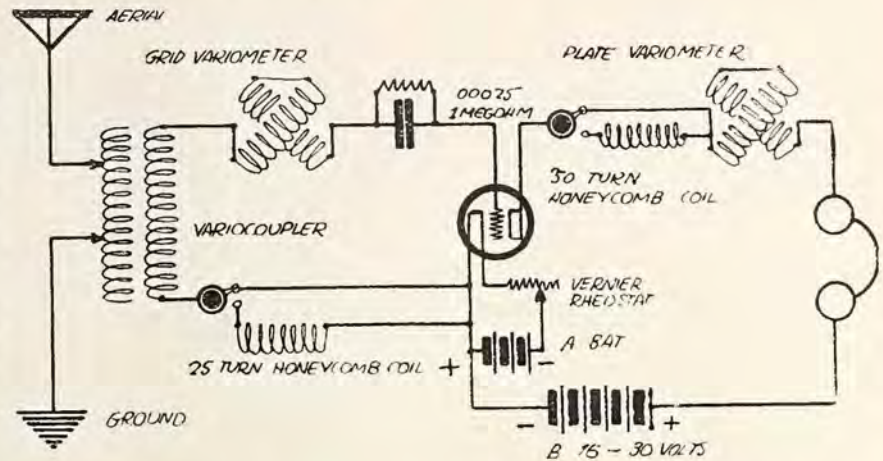 AERIAL
GRID VARIOMETER
PLATE VARIOMETER
00025
1 MEGOHM
30 TURN
HONEYCOMB COIL
VARIOCOUPLER
VERNIER
RHEOSTAT
A BAT
+
-
25 TURN HONEYCOMB COIL
GROUND
- +
B 16 - 30 VOLTS